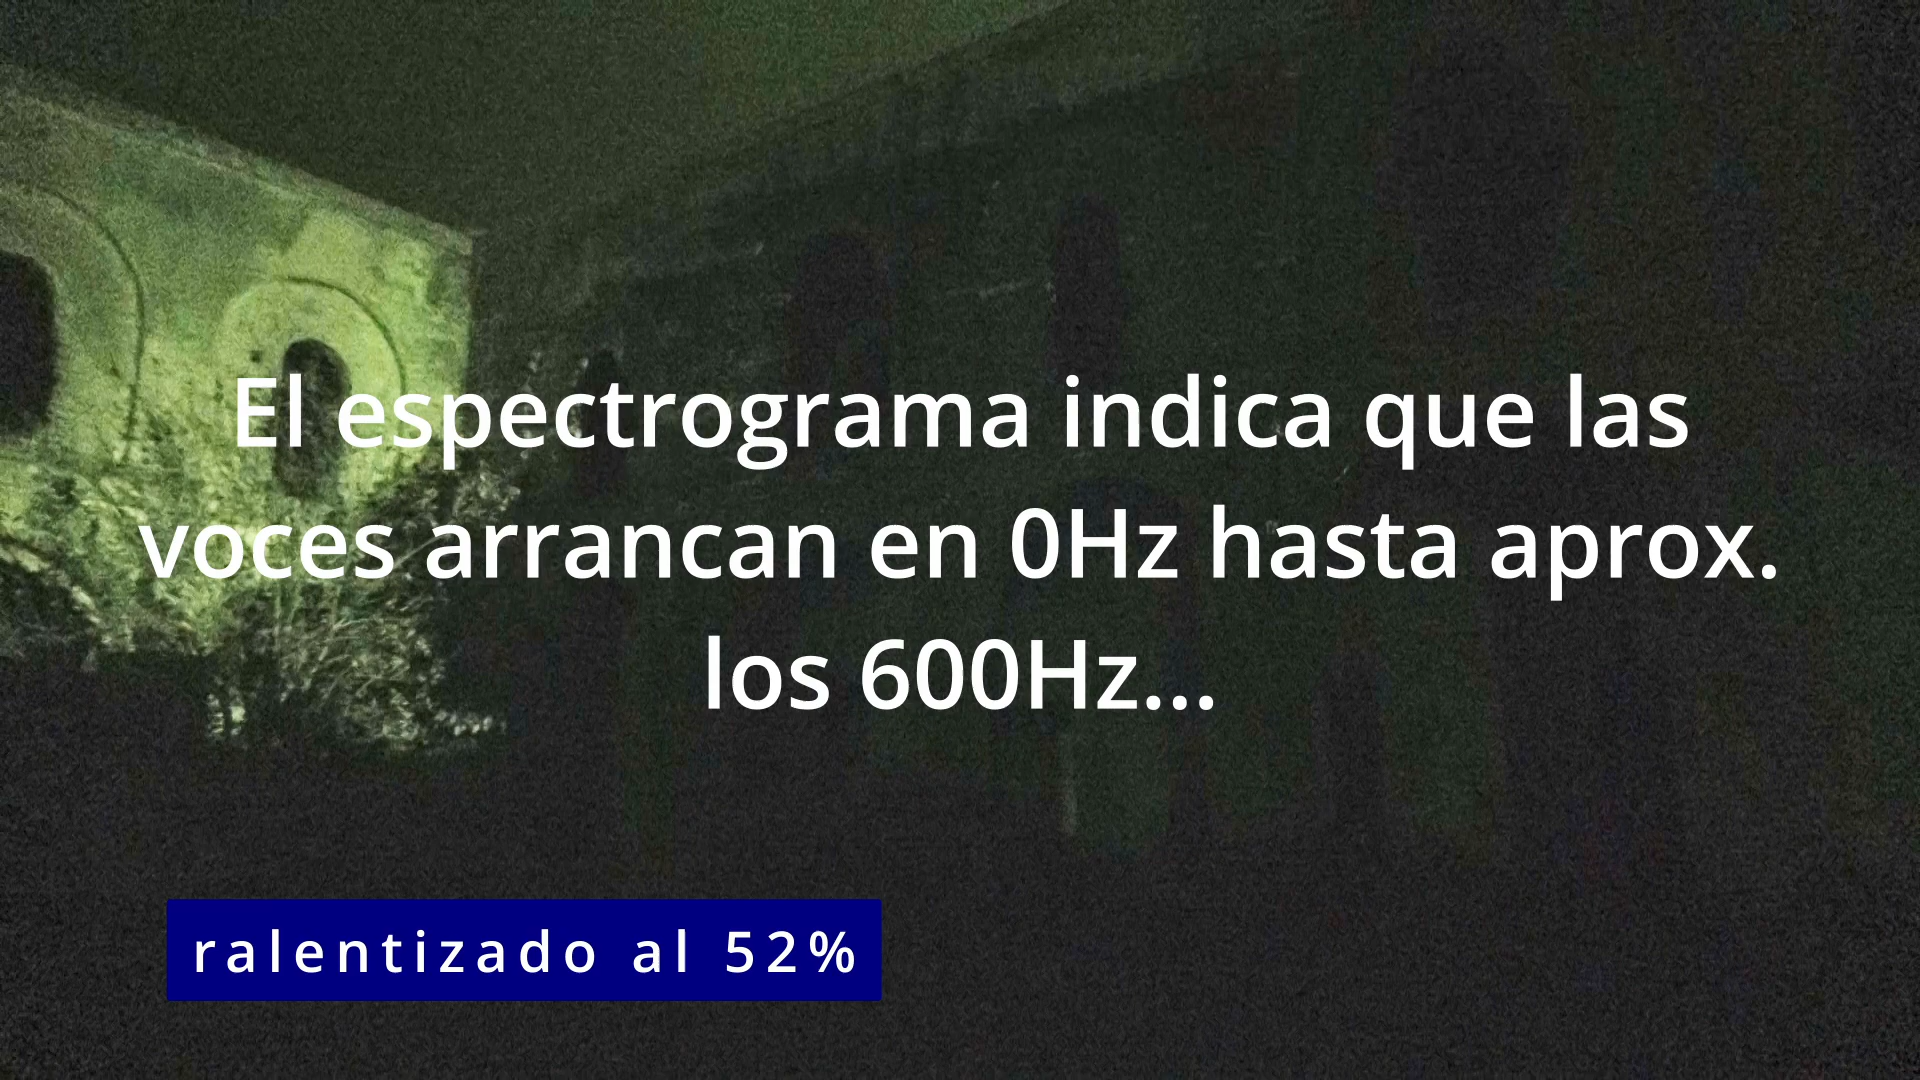 El espectrograma indica que las
voces arrancan en 0Hz hasta aprox.
los 600Hz...
ralentizado al 52%